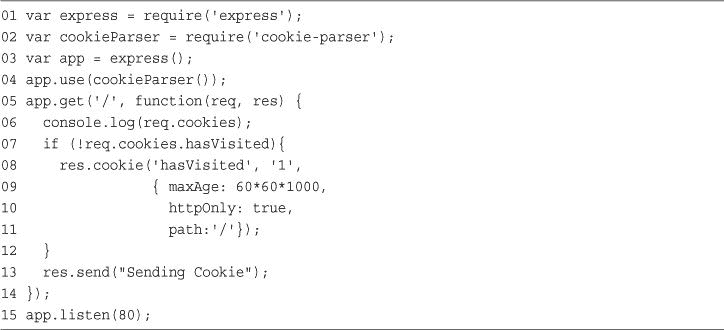 01 var express = require('express');
02 var cookieParser = require('cookie-parser');
03 var app = express();
04 app.use(cookieParser());
05 app.get('/', function(req, res) {
06   console.log(req.cookies);
07   if (!req.cookies.hasVisited){
08     res.cookie('hasVisited', '1',
09                { maxAge: 60*60*1000,
10                  httpOnly: true,
11                  path:'/'});
12   }
13   res.send("Sending Cookie");
14 });
15 app.listen(80);